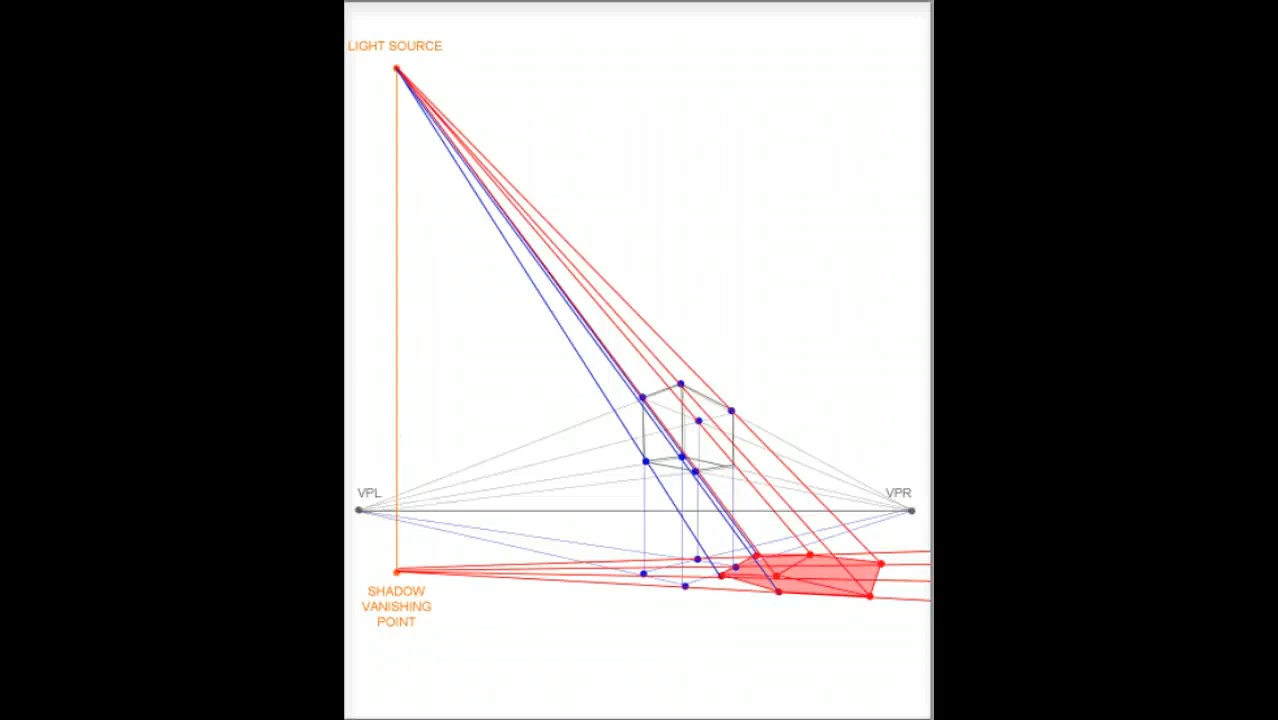 LIGHT SOURCE
VPL
VPR
SHADOW
VANISHING
POINT